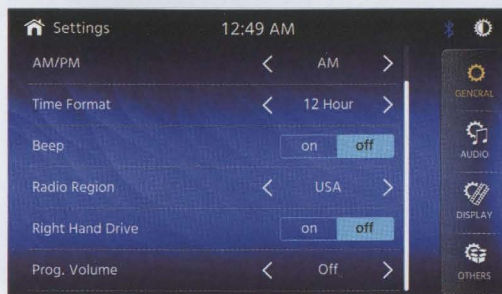 Settings 12:49 AM
AM/PM < AM >
GENERAL
Time Format < 12 Hour >
Beep on off
AUDIO
Radio Region < USA >
DISPLAY
Right Hand Drive on off
Prog. Volume < Off >
OTHERS